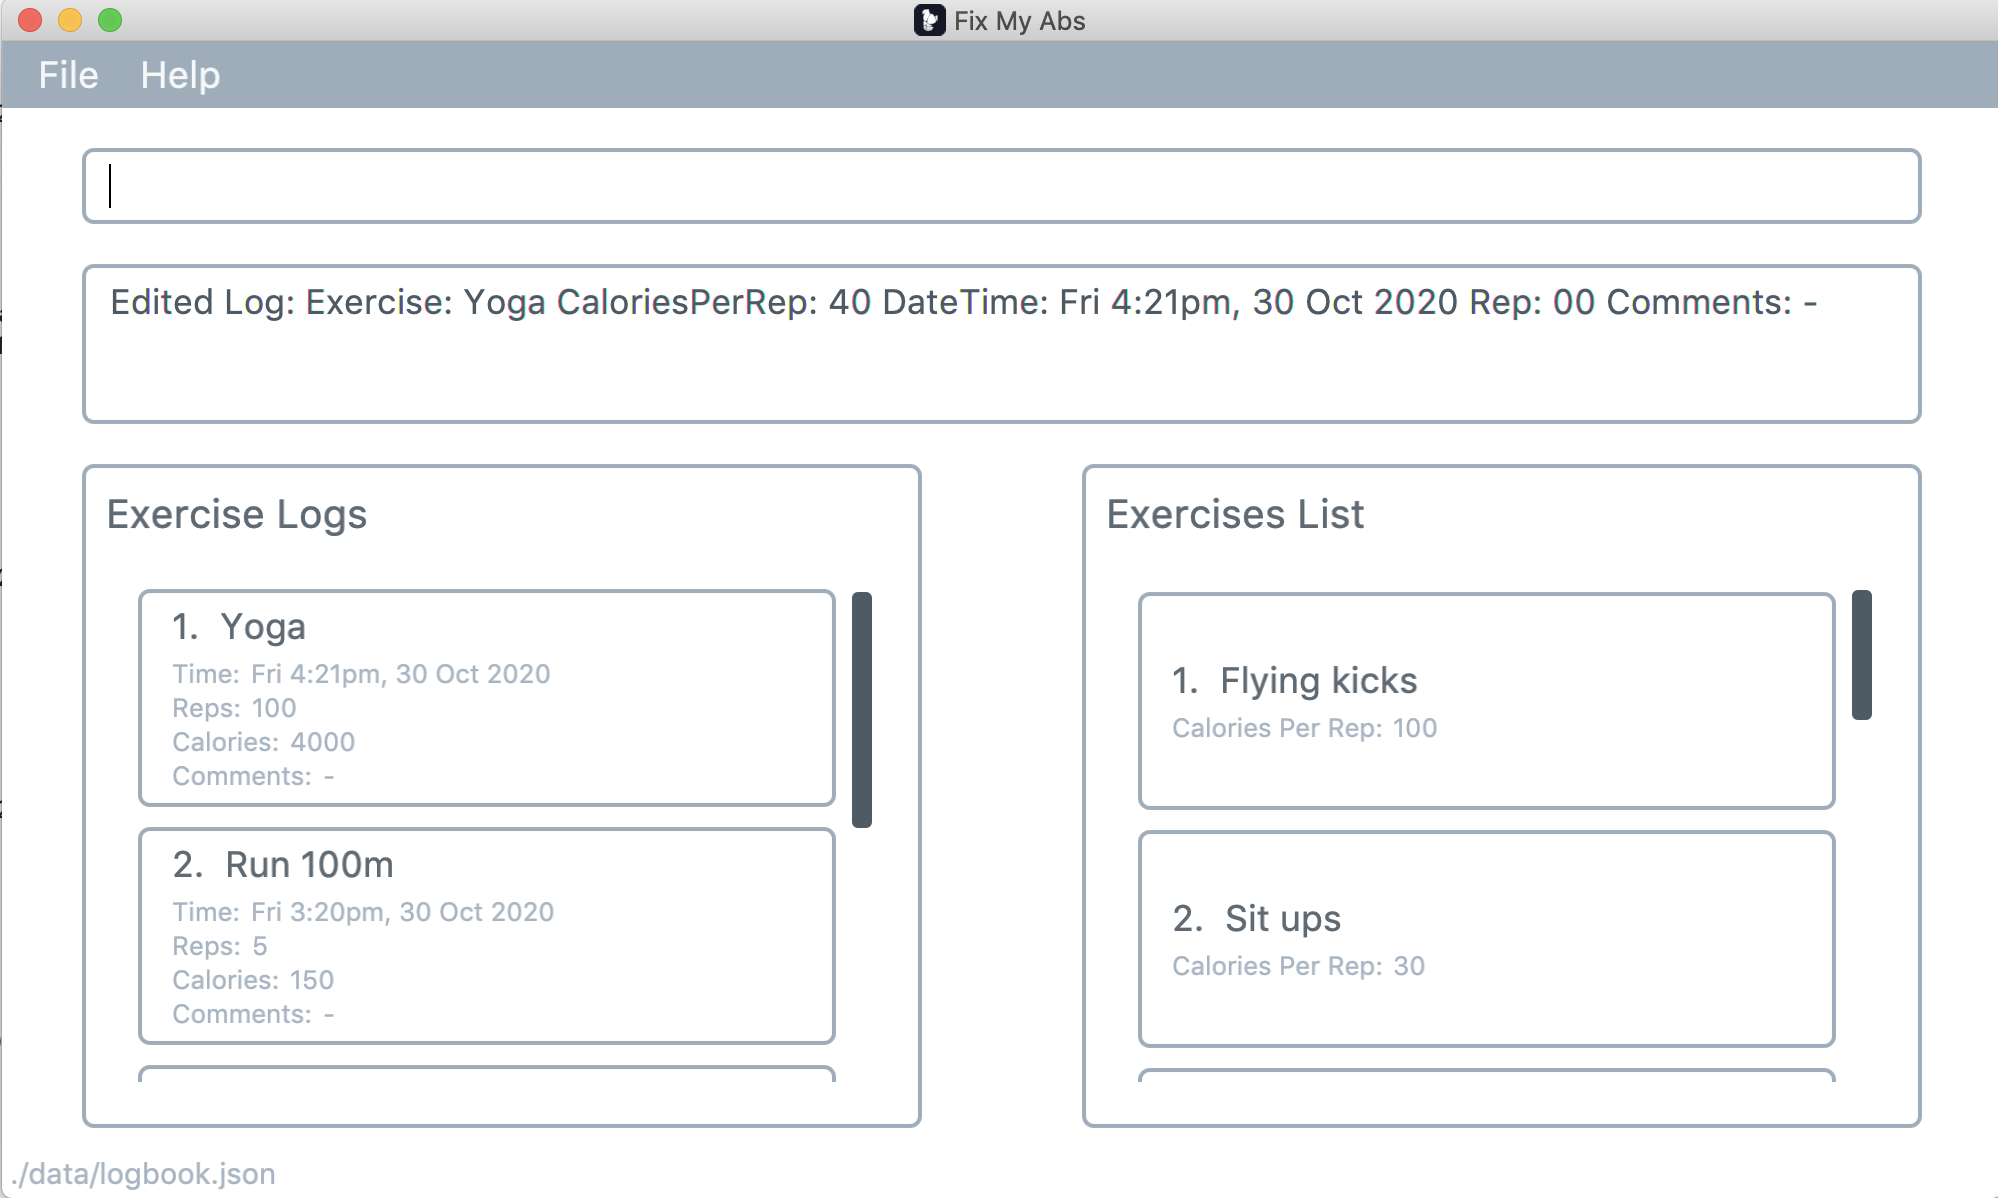 Fix My Abs
File Help
Edited Log: Exercise: Yoga CaloriesPerRep: 40 DateTime: Fri 4:21pm, 30 Oct 2020 Rep: 00 Comments: -
Exercise Logs
1. Yoga
Time: Fri 4:21pm, 30 Oct 2020
Reps: 100
Calories: 4000
Comments: -
2. Run 100m
Time: Fri 3:20pm, 30 Oct 2020
Reps: 5
Calories: 150
Comments: -
Exercises List
1. Flying kicks
Calories Per Rep: 100
2. Sit ups
Calories Per Rep: 30
./data/logbook.json